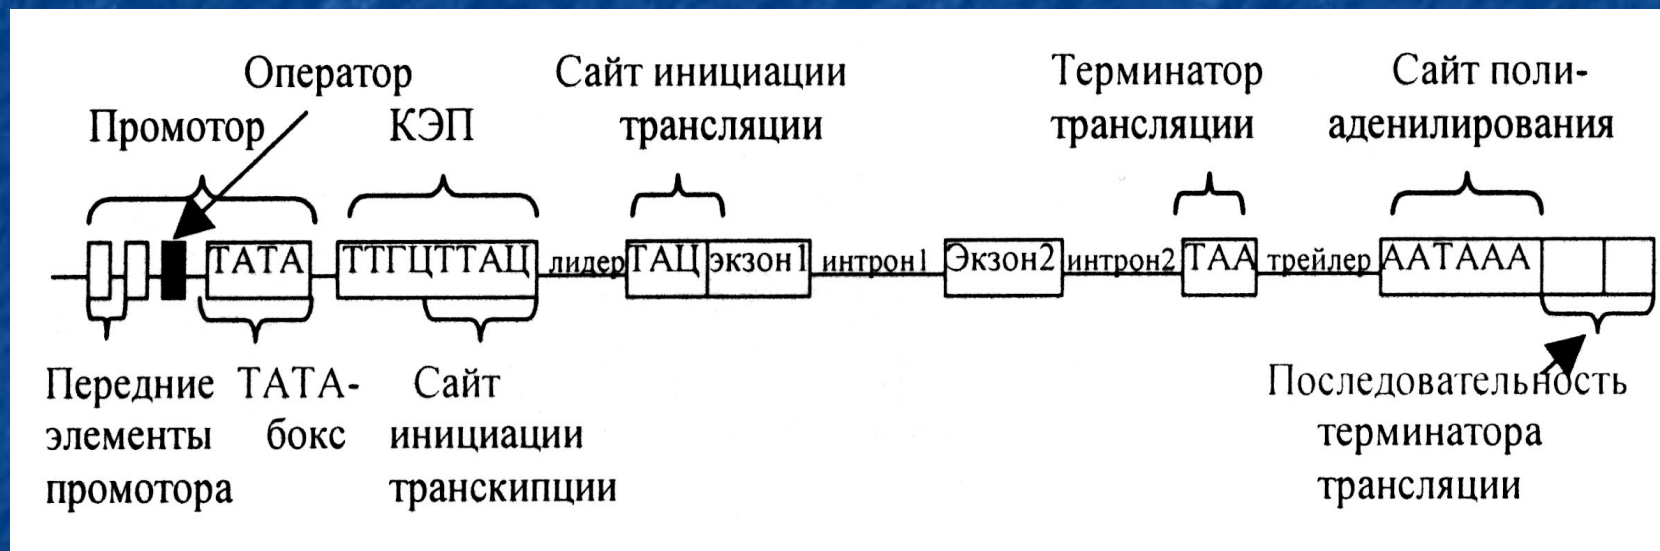 Оператор
Промотор
КЭП
Сайт инициации
трансляции
Терминатор
трансляции
Сайт поли-
аденилирования
ТАТА
ТТГЦТТАЦ
лидер
ТАЦ
экзон1
интрон1
Экзон2
интрон2
ТАА
трейлер
ААТААА
Передние
элементы
промотора
ТАТА-
бокс
Сайт
инициации
транскипции
Последовательность
терминатора
трансляции